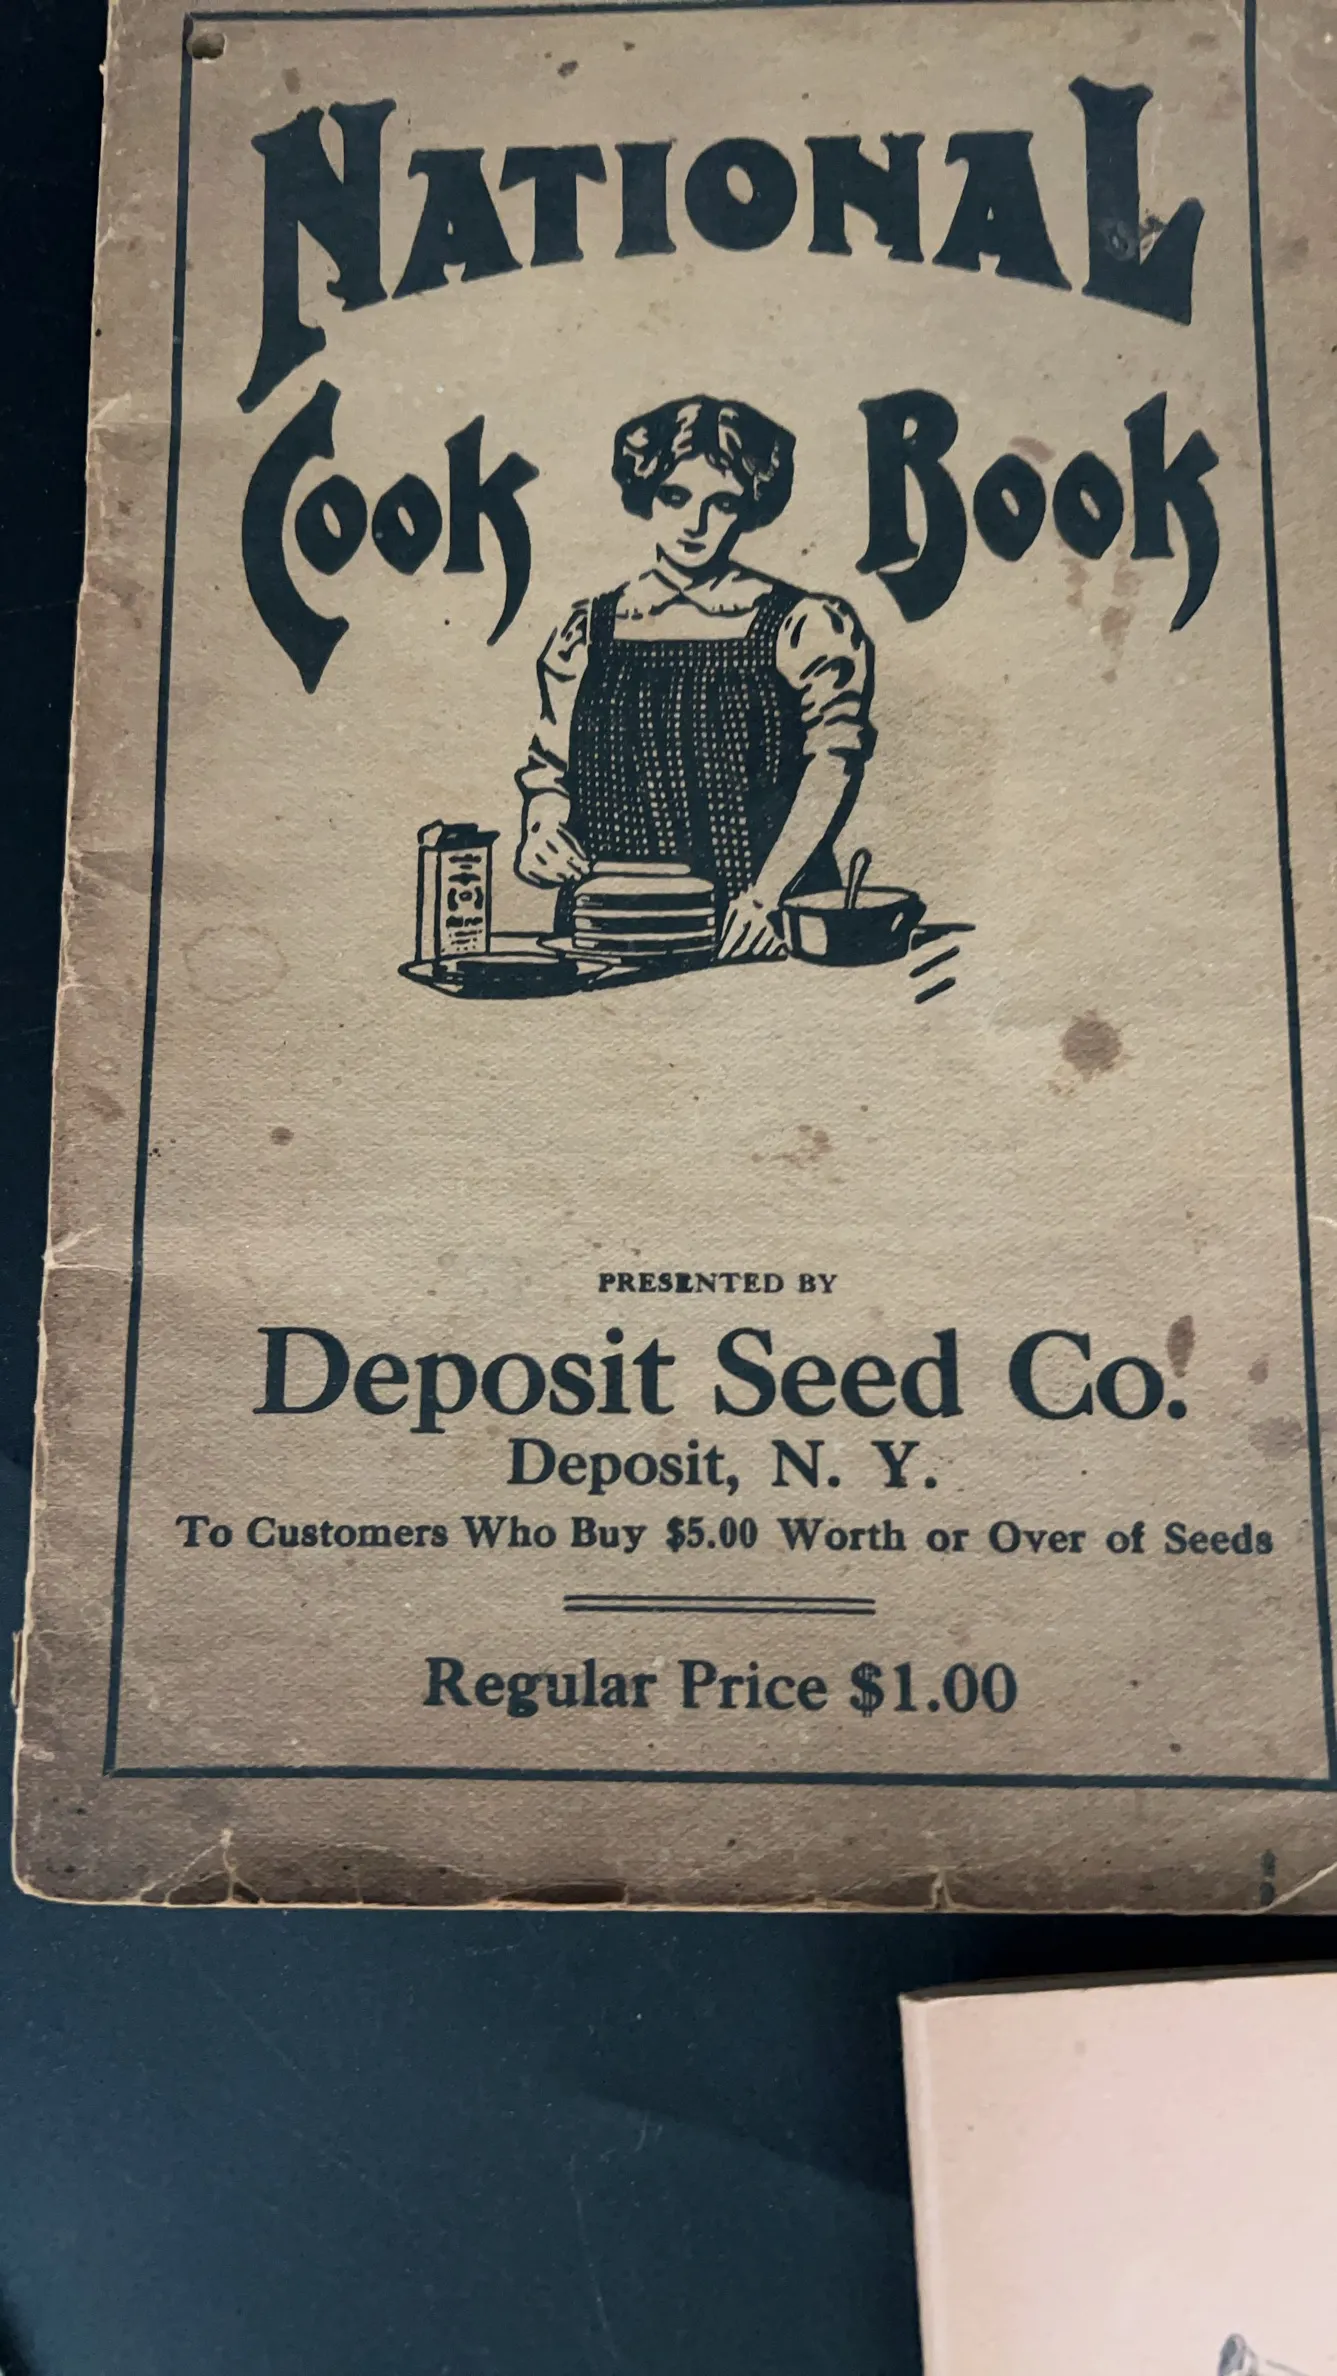 NATIONAL
COOK BOOK
PRESENTED BY
Deposit Seed Co.
Deposit, N. Y.
To Customers Who Buy $5.00 Worth or Over of Seeds
Regular Price $1.00